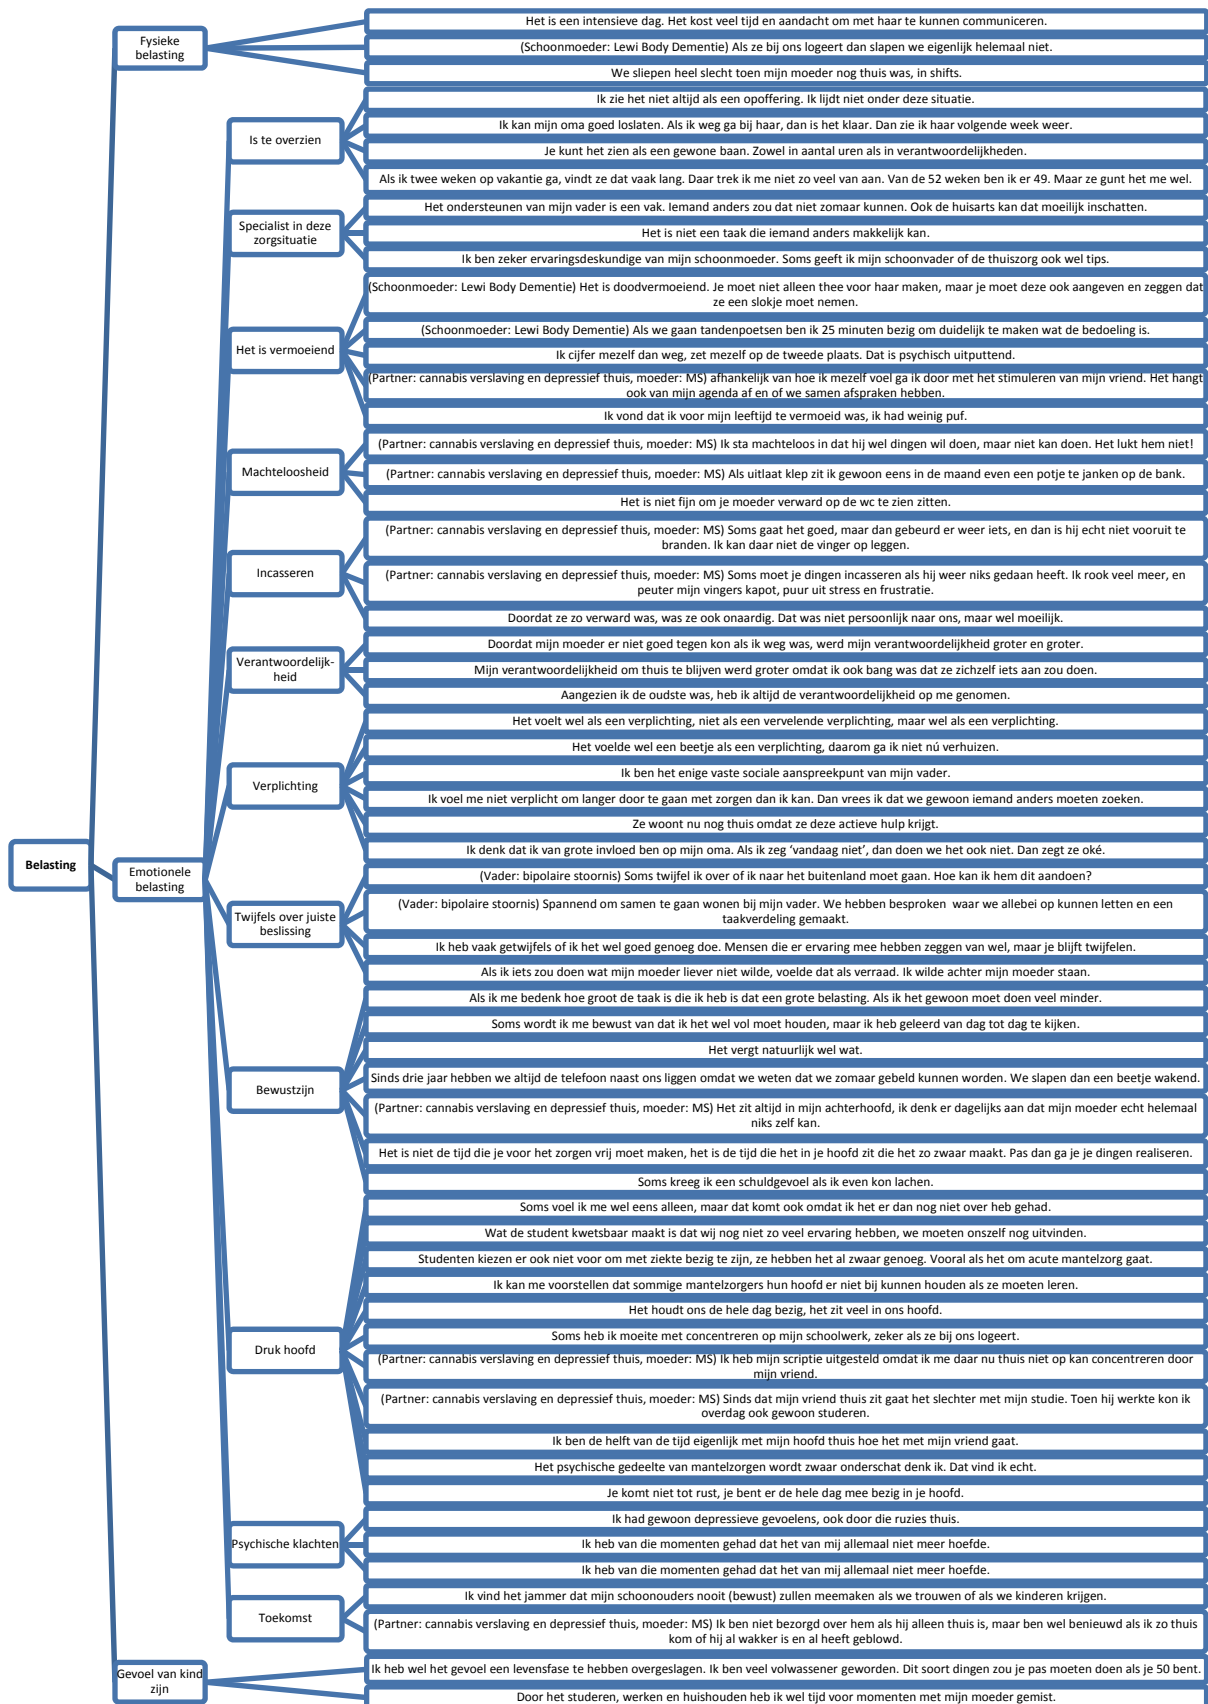 Belasting
Fysieke
belasting
Het is een intensieve dag. Het kost veel tijd en aandacht om met haar te kunnen communiceren.
(Schoonmoeder: Lewi Body Dementie) Als ze bij ons logeert dan slapen we eigenlijk helemaal niet.
We sliepen heel slecht toen mijn moeder nog thuis was, in shifts.
Emotionele
belasting
Is te overzien
Ik zie het niet altijd als een opoffering. Ik lijdt niet onder deze situatie.
Ik kan mijn oma goed loslaten. Als ik weg ga bij haar, dan is het klaar. Dan zie ik haar volgende week weer.
Je kunt het zien als een gewone baan. Zowel in aantal uren als in verantwoordelijkheden.
Als ik twee weken op vakantie ga, vindt ze dat vaak lang. Daar trek ik me niet zo veel van aan. Van de 52 weken ben ik er 49. Maar ze gunt het me wel.
Specialist in deze
zorgsituatie
Het ondersteunen van mijn vader is een vak. Iemand anders zou dat niet zomaar kunnen. Ook de huisarts kan dat moeilijk inschatten.
Het is niet een taak die iemand anders makkelijk kan.
Ik ben zeker ervaringsdeskundige van mijn schoonmoeder. Soms geeft ik mijn schoonvader of de thuiszorg ook wel tips.
Het is vermoeiend
(Schoonmoeder: Lewi Body Dementie) Het is doodvermoeiend. Je moet niet alleen thee voor haar maken, maar je moet deze ook aangeven en zeggen dat
ze een slokje moet nemen.
(Schoonmoeder: Lewi Body Dementie) Als we gaan tandenpoetsen ben ik 25 minuten bezig om duidelijk te maken wat de bedoeling is.
Ik cijfer mezelf dan weg, zet mezelf op de tweede plaats. Dat is psychisch uitputtend.
(Partner: cannabis verslaving en depressief thuis, moeder: MS) afhankelijk van hoe ik mezelf voel ga ik door met het stimuleren van mijn vriend. Het hangt
ook van mijn agenda af en of we samen afspraken hebben.
Ik vond dat ik voor mijn leeftijd te vermoeid was, ik had weinig puf.
Machteloosheid
(Partner: cannabis verslaving en depressief thuis, moeder: MS) Ik sta machteloos in dat hij wel dingen wil doen, maar niet kan doen. Het lukt hem niet!
(Partner: cannabis verslaving en depressief thuis, moeder: MS) Als uitlaat klep zit ik gewoon eens in de maand even een potje te janken op de bank.
Het is niet fijn om je moeder verward op de wc te zien zitten.
Incasseren
(Partner: cannabis verslaving en depressief thuis, moeder: MS) Soms gaat het goed, maar dan gebeurd er weer iets, en dan is hij echt niet vooruit te
branden. Ik kan daar niet de vinger op leggen.
(Partner: cannabis verslaving en depressief thuis, moeder: MS) Soms moet je dingen incasseren als hij weer niks gedaan heeft. Ik rook veel meer, en
peuter mijn vingers kapot, puur uit stress en frustratie.
Doordat ze zo verward was, was ze ook onaardig. Dat was niet persoonlijk naar ons, maar wel moeilijk.
Verantwoordelijk-
heid
Doordat mijn moeder er niet goed tegen kon als ik weg was, werd mijn verantwoordelijkheid groter en groter.
Mijn verantwoordelijkheid om thuis te blijven werd groter omdat ik ook bang was dat ze zichzelf iets aan zou doen.
Aangezien ik de oudste was, heb ik altijd de verantwoordelijkheid op me genomen.
Verplichting
Het voelt wel als een verplichting, niet als een vervelende verplichting, maar wel als een verplichting.
Het voelde wel een beetje als een verplichting, daarom ga ik niet nú verhuizen.
Ik ben het enige vaste sociale aanspreekpunt van mijn vader.
Ik voel me niet verplicht om langer door te gaan met zorgen dan ik kan. Dan vrees ik dat we gewoon iemand anders moeten zoeken.
Ze woont nu nog thuis omdat ze deze actieve hulp krijgt.
Ik denk dat ik van grote invloed ben op mijn oma. Als ik zeg ‘vandaag niet’, dan doen we het ook niet. Dan zegt ze oké.
Twijfels over juiste
beslissing
(Vader: bipolaire stoornis) Soms twijfel ik over of ik naar het buitenland moet gaan. Hoe kan ik hem dit aandoen?
(Vader: bipolaire stoornis) Spannend om samen te gaan wonen bij mijn vader. We hebben besproken waar we allebei op kunnen letten en een
taakverdeling gemaakt.
Ik heb vaak getwijfels of ik het wel goed genoeg doe. Mensen die er ervaring mee hebben zeggen van wel, maar je blijft twijfelen.
Als ik iets zou doen wat mijn moeder liever niet wilde, voelde dat als verraad. Ik wilde achter mijn moeder staan.
Bewustzijn
Als ik me bedenk hoe groot de taak is die ik heb is dat een grote belasting. Als ik het gewoon moet doen veel minder.
Soms wordt ik me bewust van dat ik het wel vol moet houden, maar ik heb geleerd van dag tot dag te kijken.
Het vergt natuurlijk wel wat.
Sinds drie jaar hebben we altijd de telefoon naast ons liggen omdat we weten dat we zomaar gebeld kunnen worden. We slapen dan een beetje wakend.
(Partner: cannabis verslaving en depressief thuis, moeder: MS) Het zit altijd in mijn achterhoofd, ik denk er dagelijks aan dat mijn moeder echt helemaal
niks zelf kan.
Het is niet de tijd die je voor het zorgen vrij moet maken, het is de tijd die het in je hoofd zit die het zo zwaar maakt. Pas dan ga je je dingen realiseren.
Soms kreeg ik een schuldgevoel als ik even kon lachen.
Druk hoofd
Soms voel ik me wel eens alleen, maar dat komt ook omdat ik het er dan nog niet over heb gehad.
Wat de student kwetsbaar maakt is dat wij nog niet zo veel ervaring hebben, we moeten onszelf nog uitvinden.
Studenten kiezen er ook niet voor om met ziekte bezig te zijn, ze hebben het al zwaar genoeg. Vooral als het om acute mantelzorg gaat.
Ik kan me voorstellen dat sommige mantelzorgers hun hoofd er niet bij kunnen houden als ze moeten leren.
Het houdt ons de hele dag bezig, het zit veel in ons hoofd.
Soms heb ik moeite met concentreren op mijn schoolwerk, zeker als ze bij ons logeert.
(Partner: cannabis verslaving en depressief thuis, moeder: MS) Ik heb mijn scriptie uitgesteld omdat ik me daar nu thuis niet op kan concentreren door
mijn vriend.
(Partner: cannabis verslaving en depressief thuis, moeder: MS) Sinds dat mijn vriend thuis zit gaat het slechter met mijn studie. Toen hij werkte kon ik
overdag ook gewoon studeren.
Ik ben de helft van de tijd eigenlijk met mijn hoofd thuis hoe het met mijn vriend gaat.
Het psychische gedeelte van mantelzorgen wordt zwaar onderschat denk ik. Dat vind ik echt.
Je komt niet tot rust, je bent er de hele dag mee bezig in je hoofd.
Psychische klachten
Ik had gewoon depressieve gevoelens, ook door die ruzies thuis.
Ik heb van die momenten gehad dat het van mij allemaal niet meer hoefde.
Ik heb van die momenten gehad dat het van mij allemaal niet meer hoefde.
Toekomst
Ik vind het jammer dat mijn schoonouders nooit (bewust) zullen meemaken als we trouwen of als we kinderen krijgen.
(Partner: cannabis verslaving en depressief thuis, moeder: MS) Ik ben niet bezorgd over hem als hij alleen thuis is, maar ben wel benieuwd als ik zo thuis
kom of hij al wakker is en al heeft geblowd.
Gevoel van kind
zijn
Ik heb wel het gevoel een levensfase te hebben overgeslagen. Ik ben veel volwassener geworden. Dit soort dingen zou je pas moeten doen als je 50 bent.
Door het studeren, werken en huishouden heb ik wel tijd voor momenten met mijn moeder gemist.